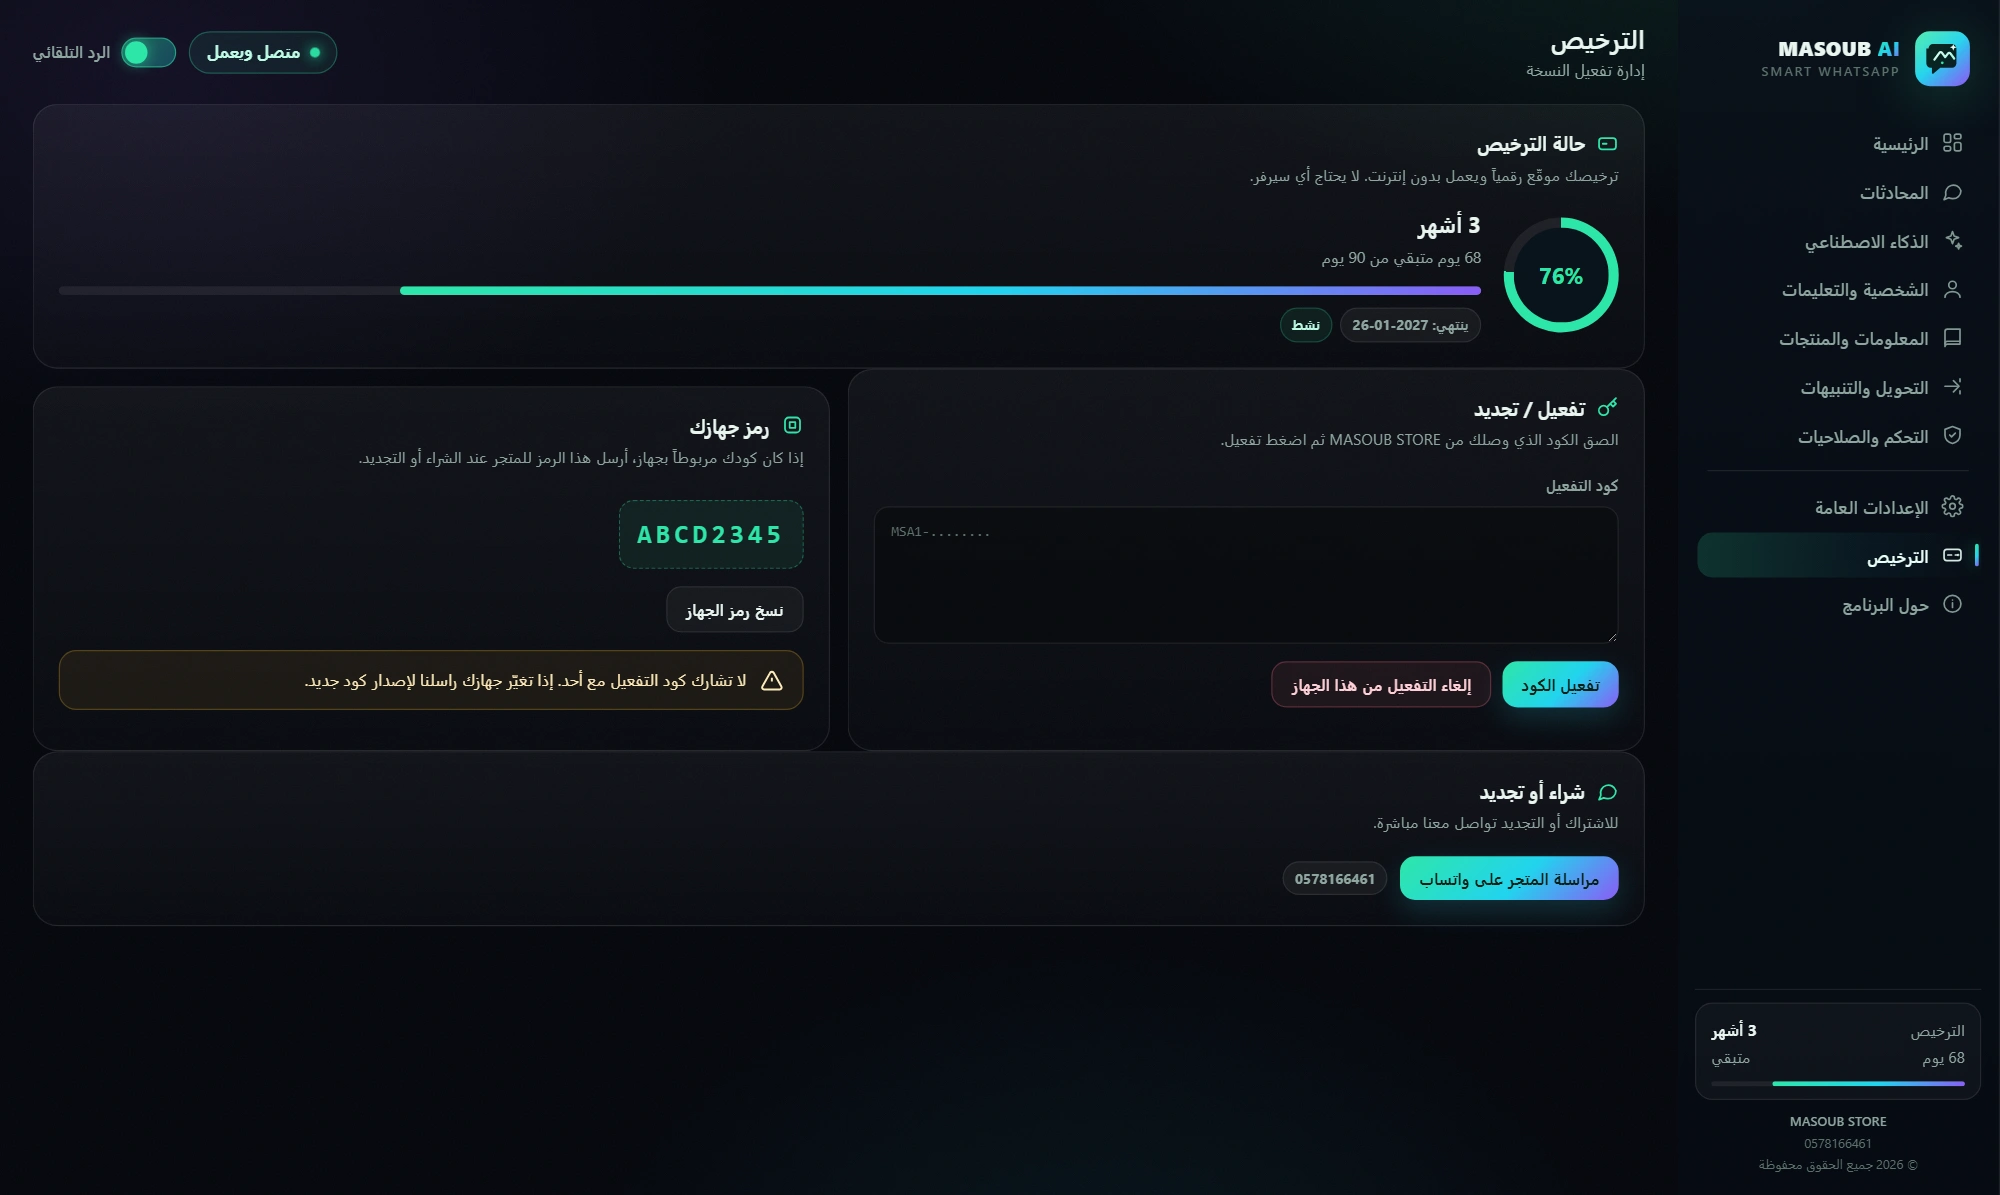 MASOUB AI
SMART WHATSAPP
الرئيسية
المحادثات
الذكاء الاصطناعي
الشخصية والتعليمات
المعلومات والمنتجات
التحويل والتنبيهات
التحكم والصلاحيات
الإعدادات العامة
الترخيص
حول البرنامج
الترخيص 3 أشهر
68 يوم متبقي
MASOUB STORE
0578166461
© 2026 جميع الحقوق محفوظة
الترخيص
إدارة تفعيل النسخة
متصل ويعمل
الرد التلقائي
حالة الترخيص
ترخيصك موقّع رقمياً ويعمل بدون إنترنت. لا يحتاج أي سيرفر.
76%
3 أشهر
68 يوم متبقي من 90 يوم
ينتهي: 2027-01-26
نشط
تفعيل / تجديد
الصق الكود الذي وصلك من MASOUB STORE ثم اضغط تفعيل.
كود التفعيل
MSA1-........
تفعيل الكود
إلغاء التفعيل من هذا الجهاز
رمز جهازك
إذا كان كودك مربوطاً بجهاز، أرسل هذا الرمز للمتجر عند الشراء أو التجديد.
ABCD2345
نسخ رمز الجهاز
لا تشارك كود التفعيل مع أحد. إذا تغيّر جهازك راسلنا لإصدار كود جديد.
شراء أو تجديد
للاشتراك أو التجديد تواصل معنا مباشرة.
مراسلة المتجر على واتساب
0578166461